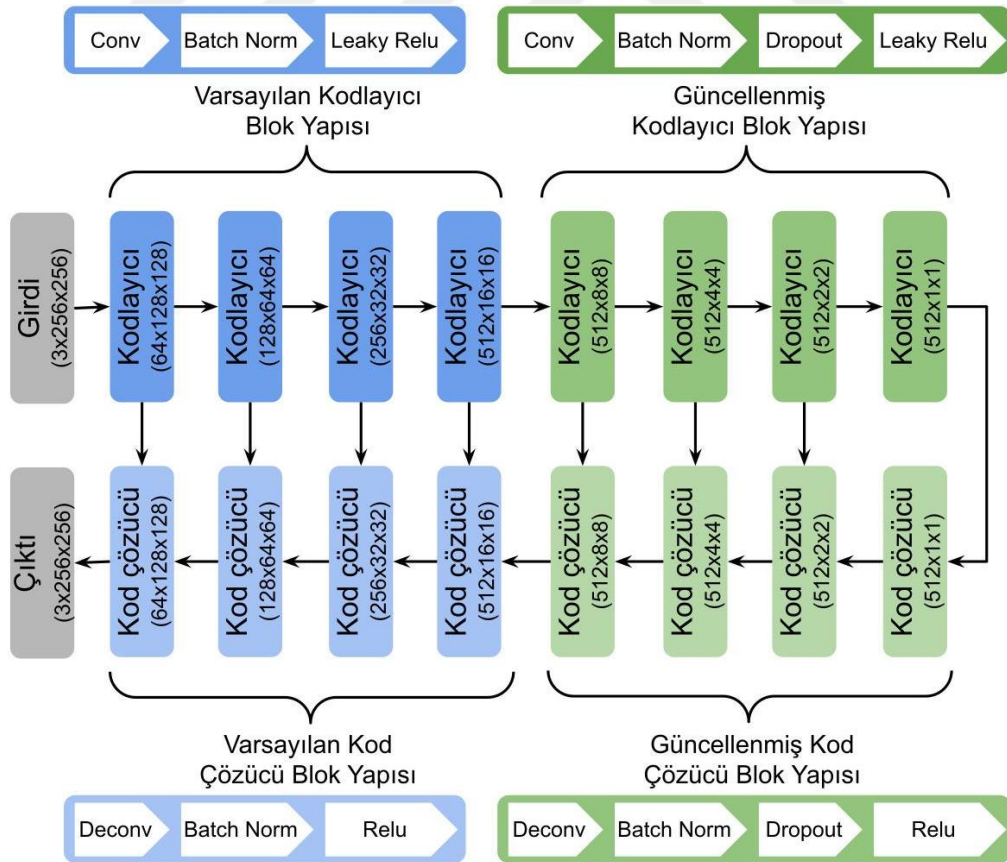 Conv
Batch Norm
Leaky Relu
Conv
Batch Norm
Dropout
Leaky Relu
Varsayılan Kodlayıcı
Blok Yapısı
Güncellenmiş
Kodlayıcı Blok Yapısı
Girdi
(3x256x256)
Kodlayıcı
(64x128x128)
Kodlayıcı
(128x64x64)
Kodlayıcı
(256x32x32)
Kodlayıcı
(512x16x16)
Kodlayıcı
(512x8x8)
Kodlayıcı
(512x4x4)
Kodlayıcı
(512x2x2)
Kodlayıcı
(512x1x1)
Çıktı
(3x256x256)
Kod çözücü
(64x128x128)
Kod çözücü
(128x64x64)
Kod çözücü
(256x32x32)
Kod çözücü
(512x16x16)
Kod çözücü
(512x8x8)
Kod çözücü
(512x4x4)
Kod çözücü
(512x2x2)
Kod çözücü
(512x1x1)
Varsayılan Kod
Çözücü Blok Yapısı
Güncellenmiş Kod
Çözücü Blok Yapısı
Deconv
Batch Norm
Relu
Deconv
Batch Norm
Dropout
Relu